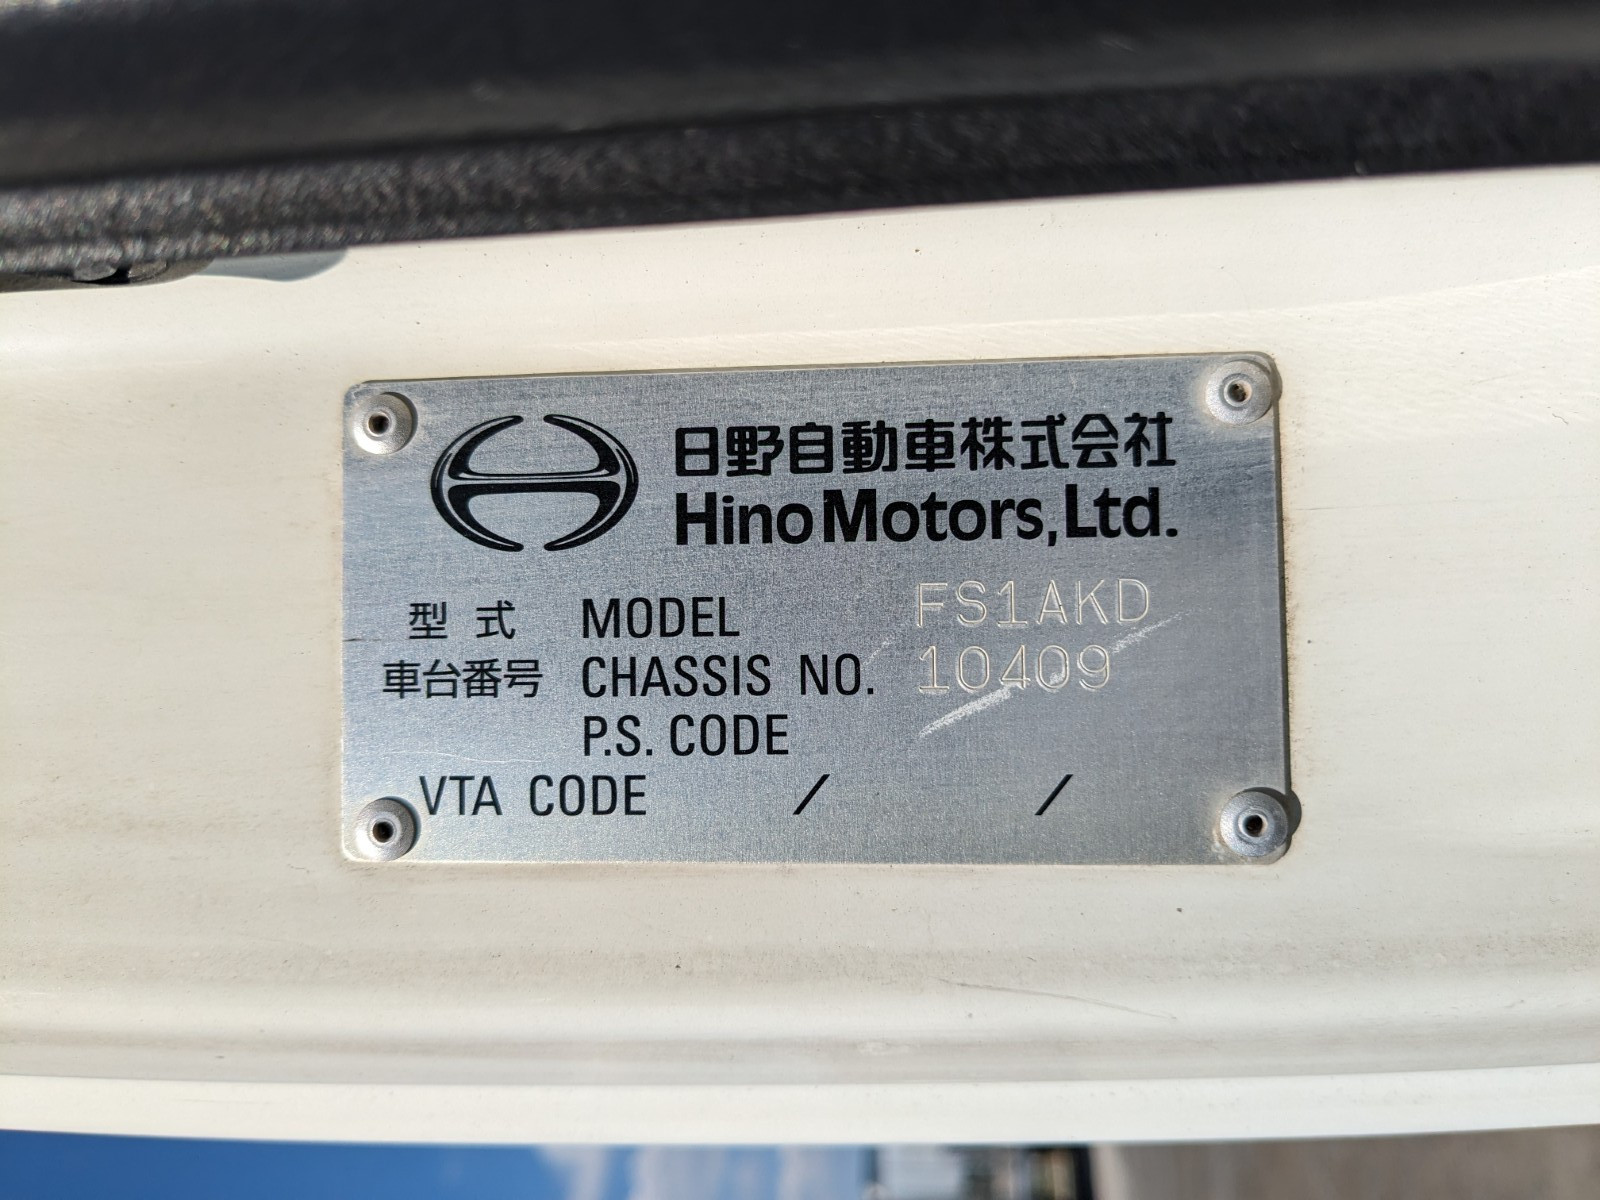 日野自動車株式会社
Hino Motors, Ltd.
型 式 MODEL FS1AKD
車台番号 CHASSIS NO. 10409
P.S. CODE
VTA CODE / /